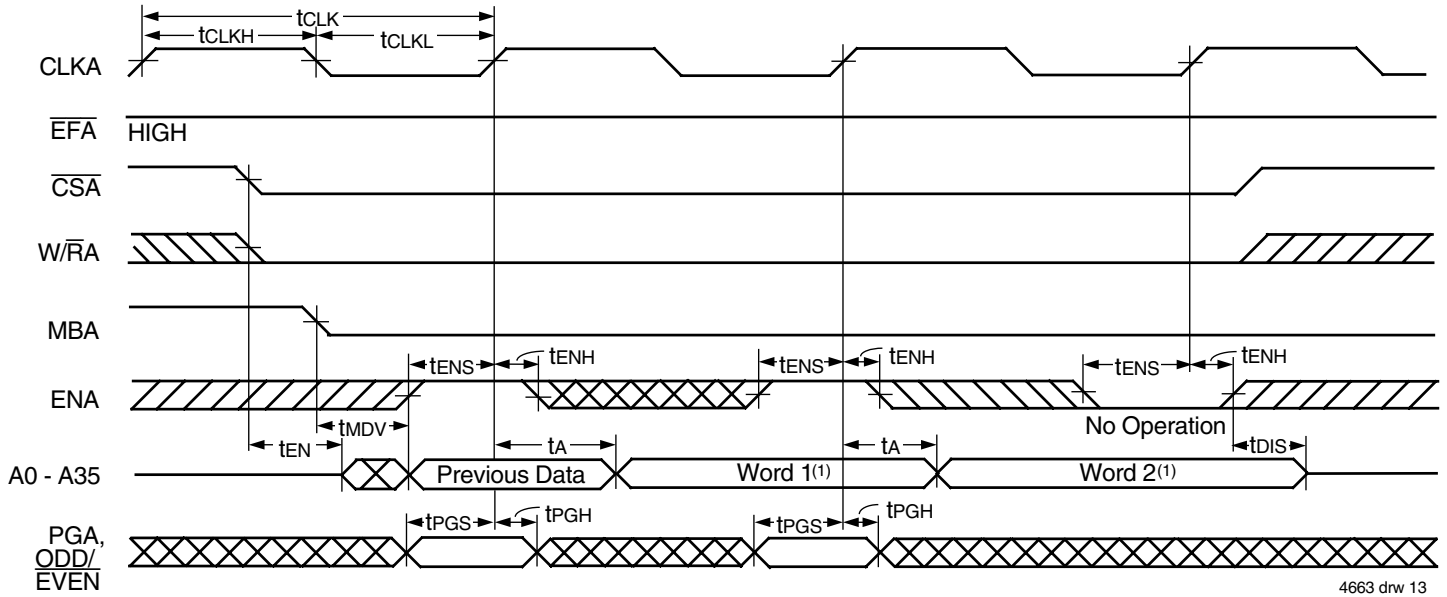 tCLK
tCLKH
tCLKL
CLKA
EFA
HIGH
CSA
W/RA
MBA
tENS
tENH
tENS
tENH
tENS
tENH
ENA
No Operation
tMDV
tEN
tA
tA
tDIS
A0 - A35
Previous Data
Word 1(1)
Word 2(1)
tPGS
tPGH
tPGS
tPGH
PGA,
ODD/
EVEN
4663 drw 13